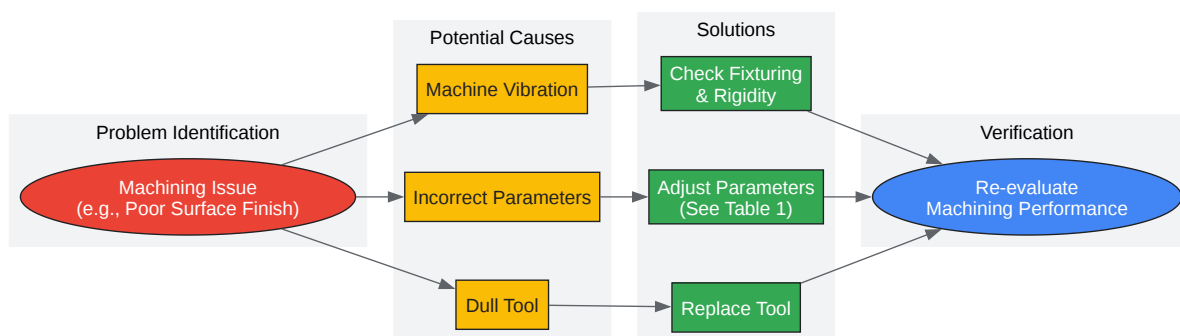 Problem Identification
Machining Issue
(e.g., Poor Surface Finish)
Potential Causes
Machine Vibration
Incorrect Parameters
Dull Tool
Solutions
Check Fixturing
& Rigidity
Adjust Parameters
(See Table 1)
Replace Tool
Verification
Re-evaluate
Machining Performance